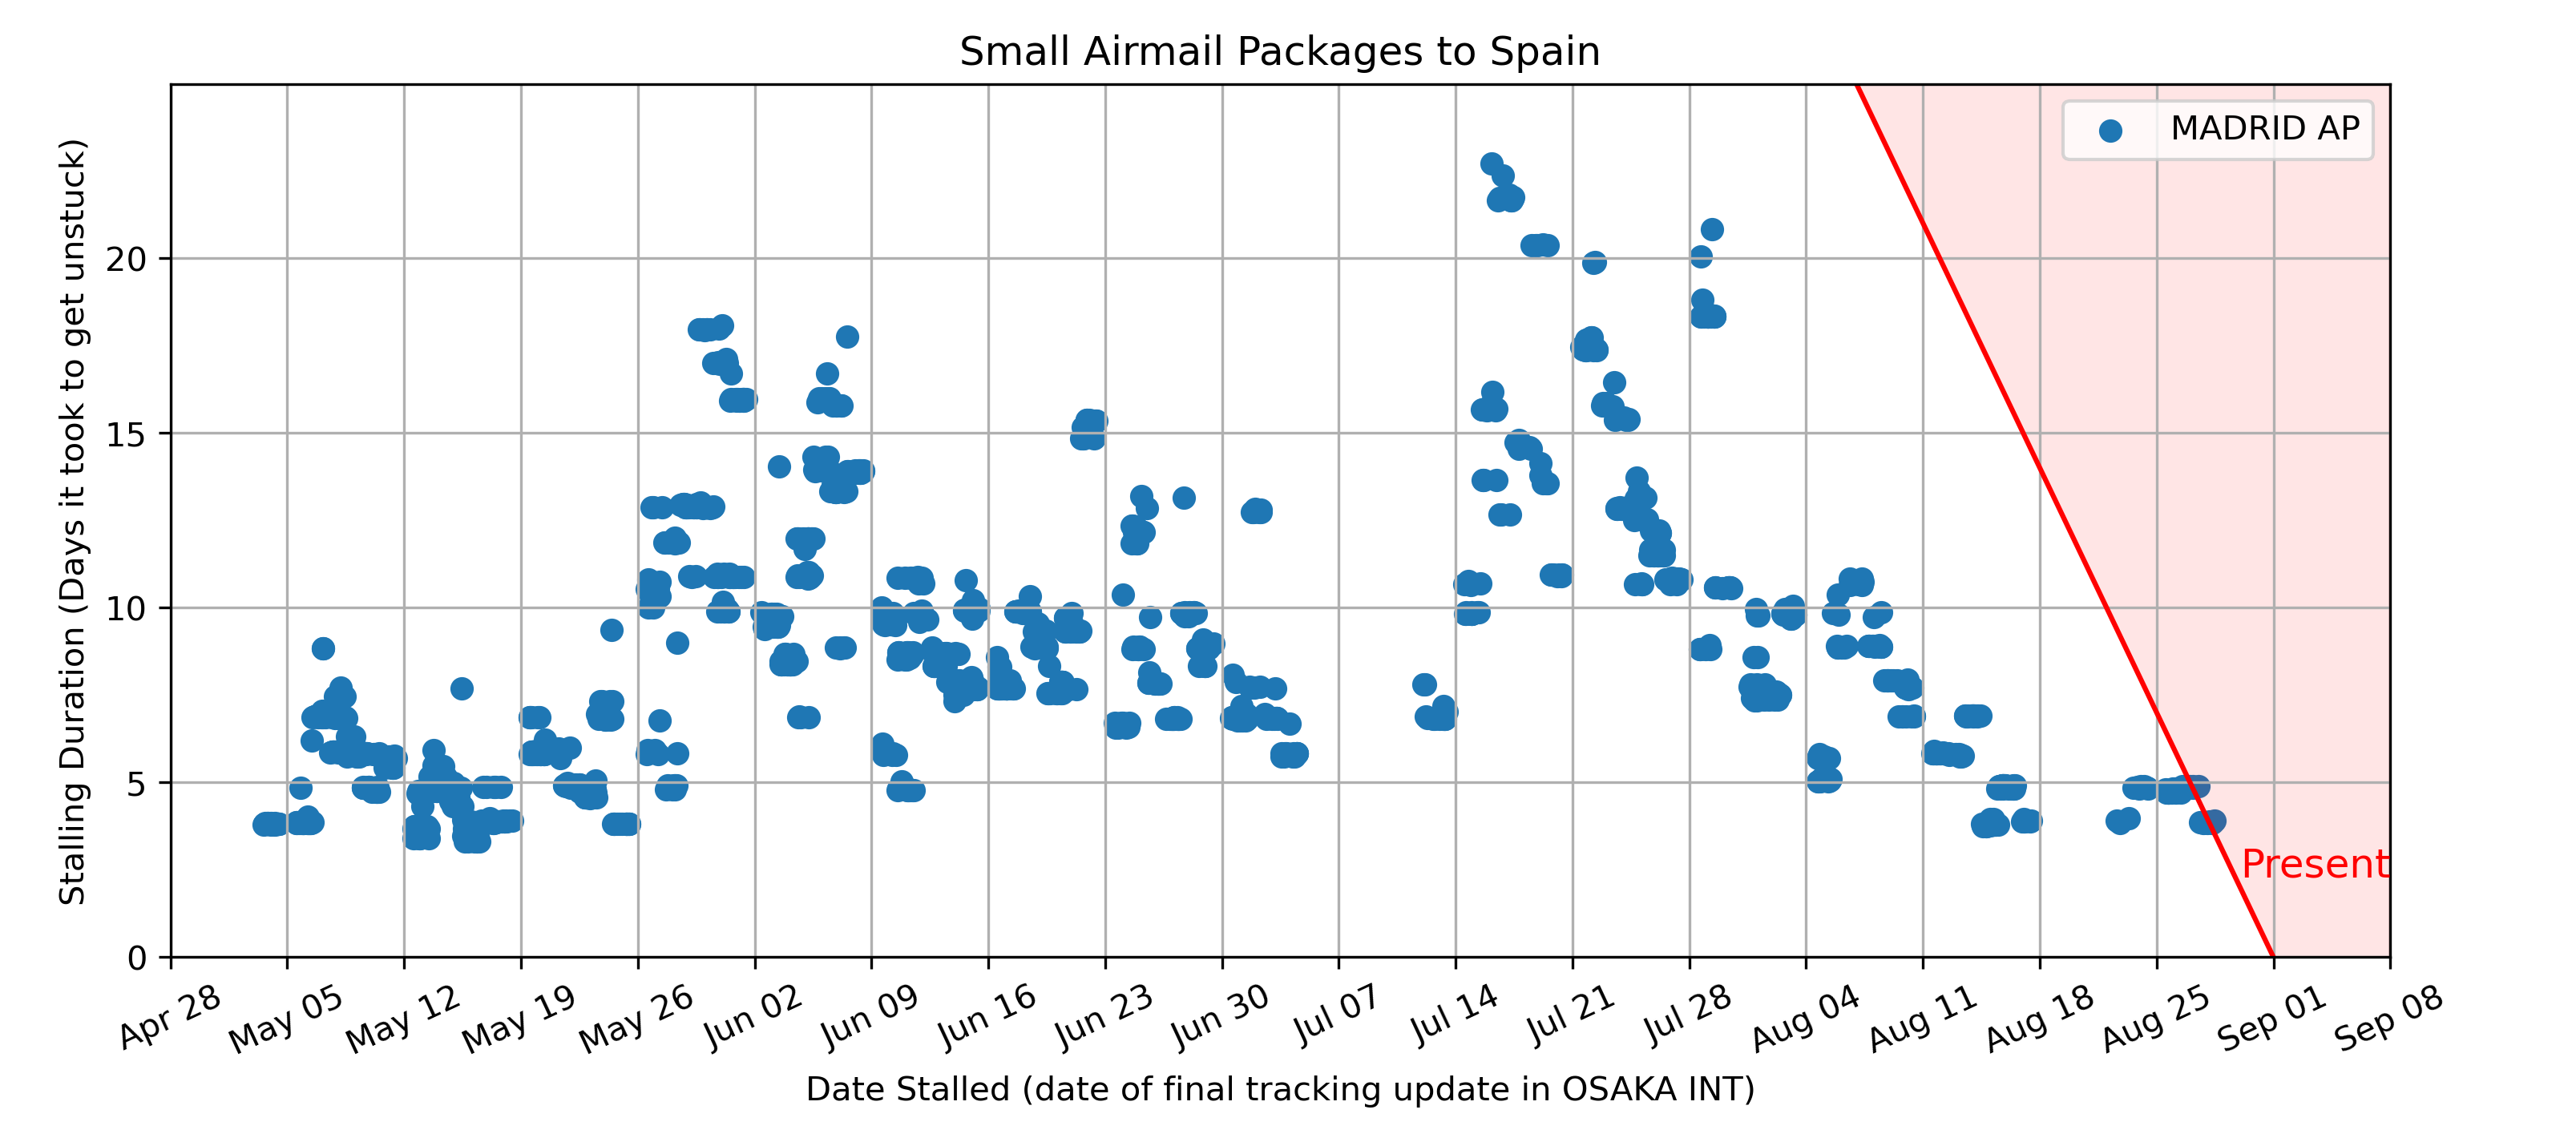 Small Airmail Packages to Spain
MADRID AP
Stalling Duration (Days it took to get unstuck)
20
15
10
5
0
Present
Apr 28
May 05
May 12
May 19
May 26
Jun 02
Jun 09
Jun 16
Jun 23
Jun 30
Jul 07
Jul 14
Jul 21
Jul 28
Aug 04
Aug 11
Aug 18
Aug 25
Sep 01
Sep 08
Date Stalled (date of final tracking update in OSAKA INT)